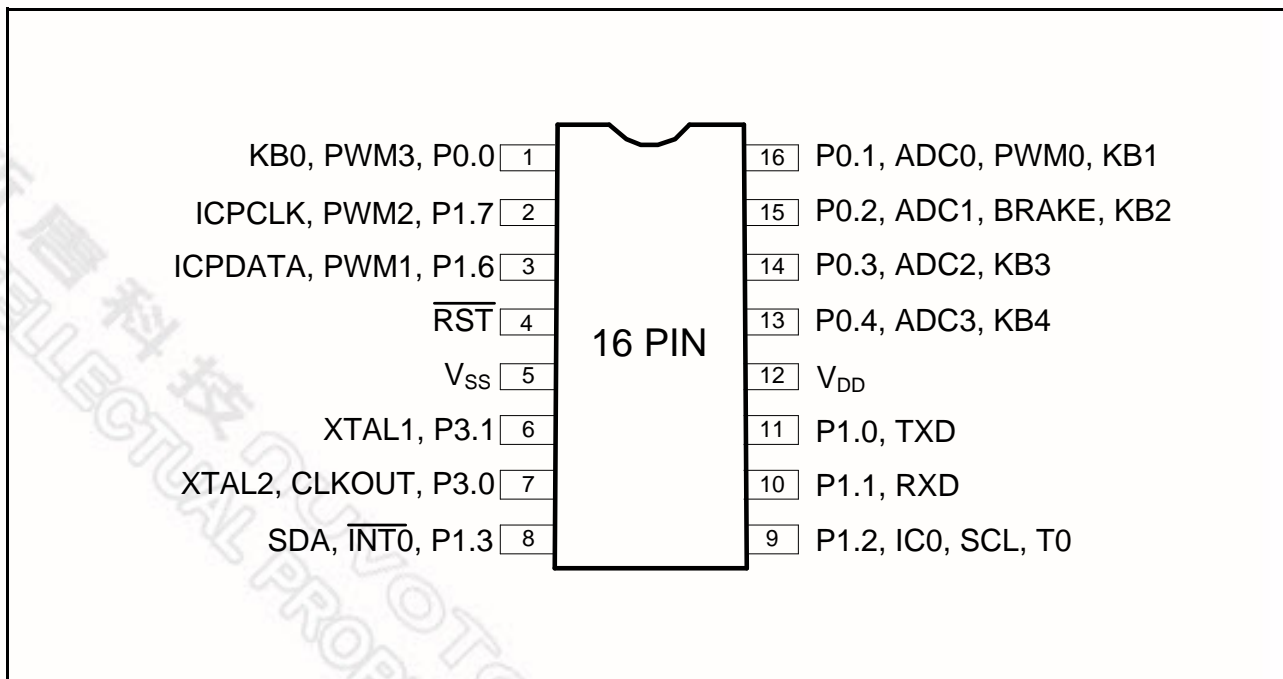 KB0, PWM3, P0.0 1
ICPCLK, PWM2, P1.7 2
ICPDATA, PWM1, P1.6 3
RST 4
VSS 5
XTAL1, P3.1 6
XTAL2, CLKOUT, P3.0 7
SDA, INT0, P1.3 8
16 PIN
16 P0.1, ADC0, PWM0, KB1
15 P0.2, ADC1, BRAKE, KB2
14 P0.3, ADC2, KB3
13 P0.4, ADC3, KB4
12 VDD
11 P1.0, TXD
10 P1.1, RXD
9 P1.2, IC0, SCL, T0